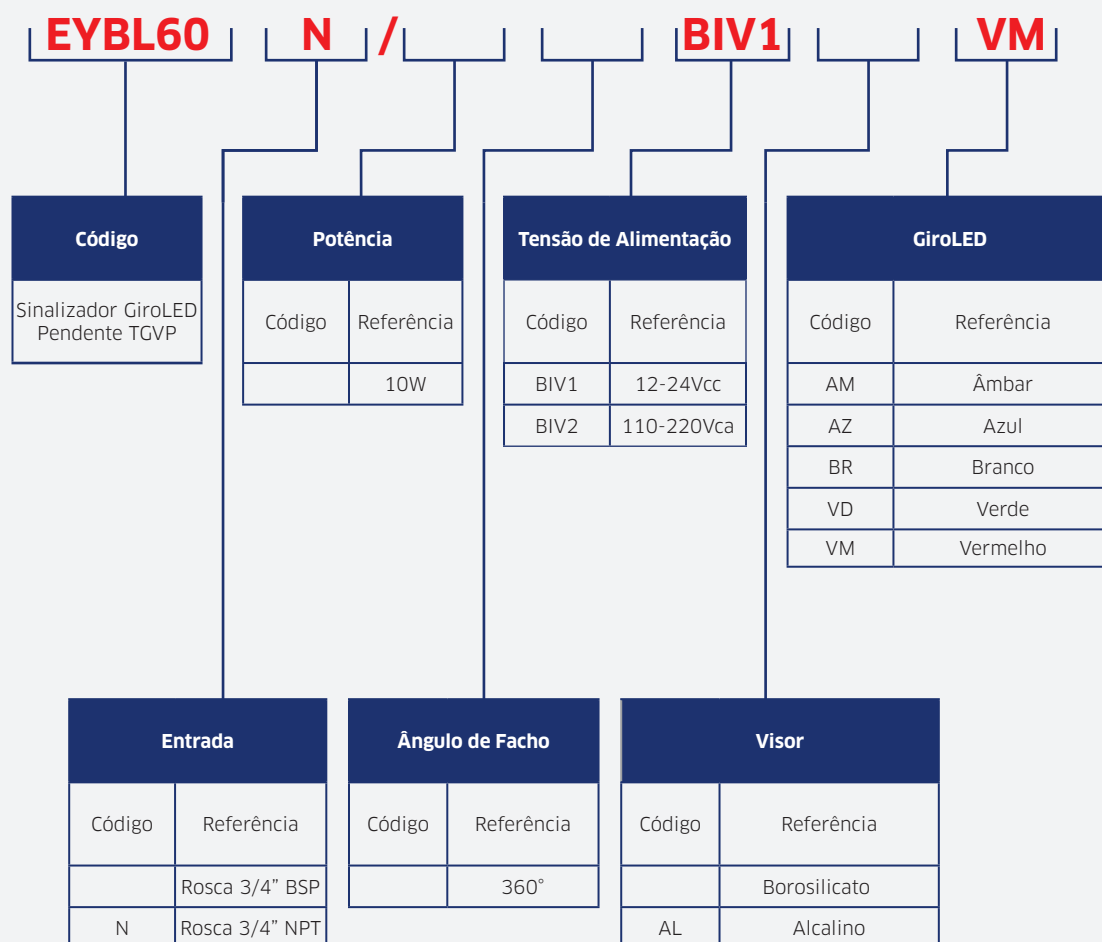 EYBL60 N / BIV1 VM
Código
Sinalizador GiroLED
Pendente TGVP
Potência
Código Referência
10W
Tensão de Alimentação
Código Referência
BIV1 12-24Vcc
BIV2 110-220Vca
GiroLED
Código Referência
AM Âmbar
AZ Azul
BR Branco
VD Verde
VM Vermelho
Entrada
Código Referência
Rosca 3/4” BSP
N Rosca 3/4” NPT
Ângulo de Facho
Código Referência
360°
Visor
Código Referência
Borosilicato
AL Alcalino